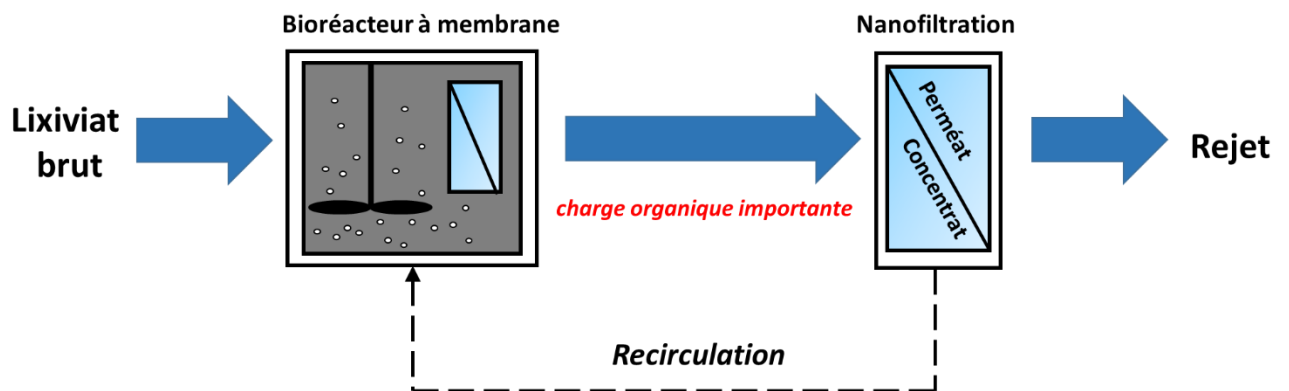 Bioréacteur à membrane
Nanofiltration
Lixiviat
brut
Perméat
Concentrat
Rejet
charge organique importante
Recirculation